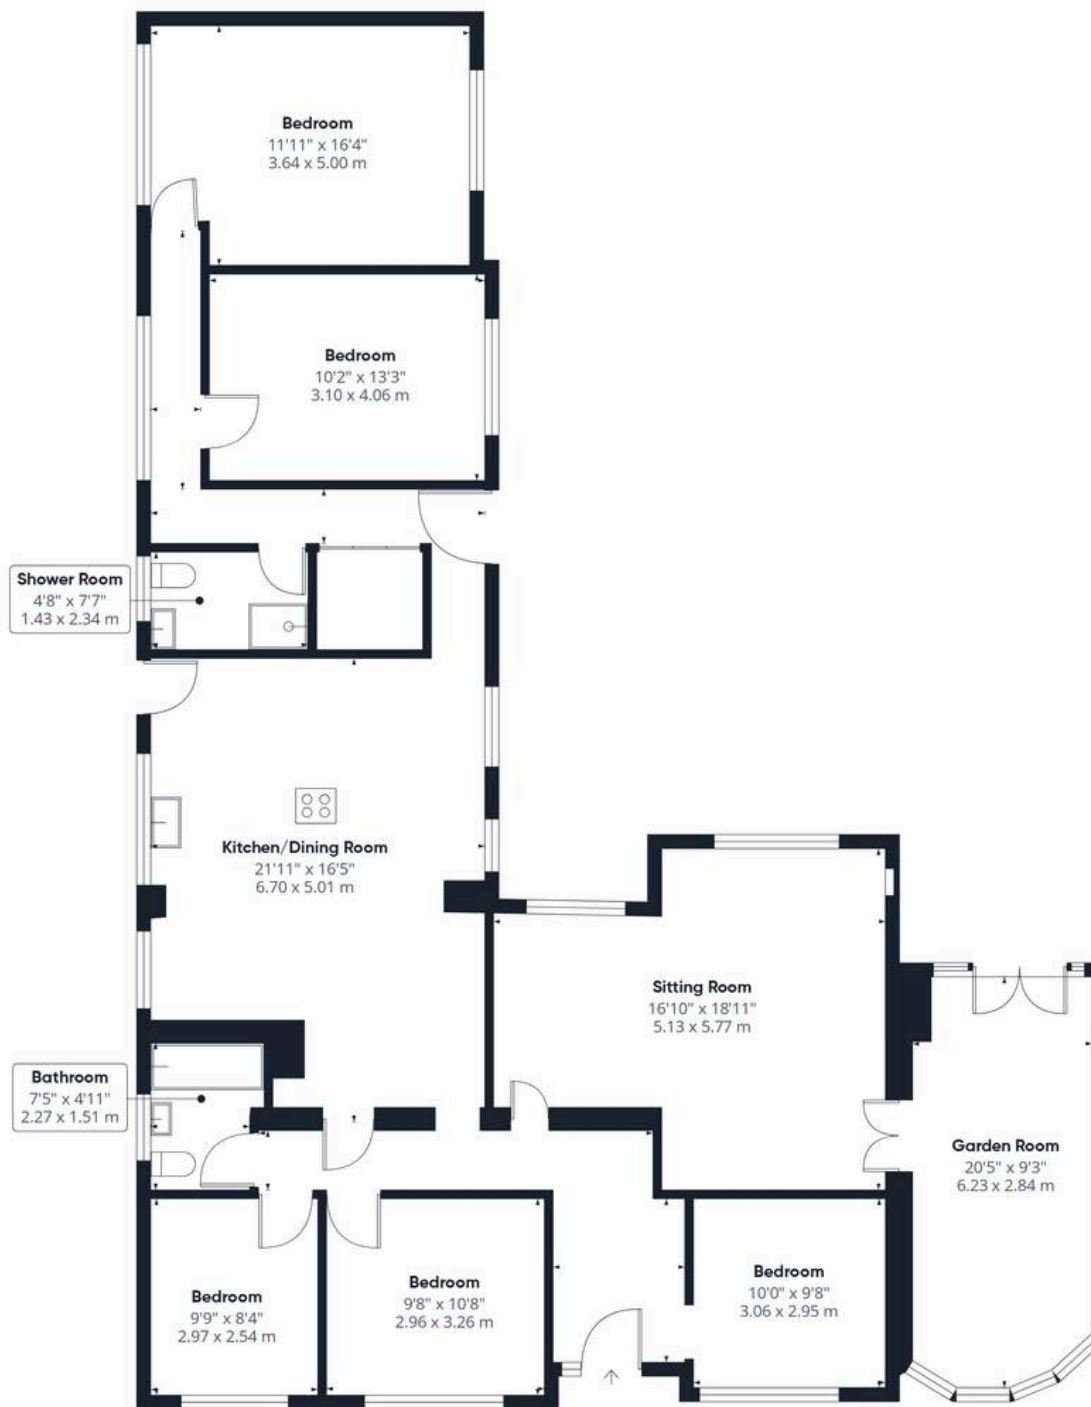 Bedroom
11'11" x 16'4"
3.64 x 5.00 m
Bedroom
10'2" x 13'3"
3.10 x 4.06 m
Shower Room
4'8" x 7'7"
1.43 x 2.34 m
Kitchen/Dining Room
21'11" x 16'5"
6.70 x 5.01 m
Sitting Room
16'10" x 18'11"
5.13 x 5.77 m
Bathroom
7'5" x 4'11"
2.27 x 1.51 m
Garden Room
20'5" x 9'3"
6.23 x 2.84 m
Bedroom
9'9" x 8'4"
2.97 x 2.54 m
Bedroom
9'8" x 10'8"
2.96 x 3.26 m
Bedroom
10'0" x 9'8"
3.06 x 2.95 m